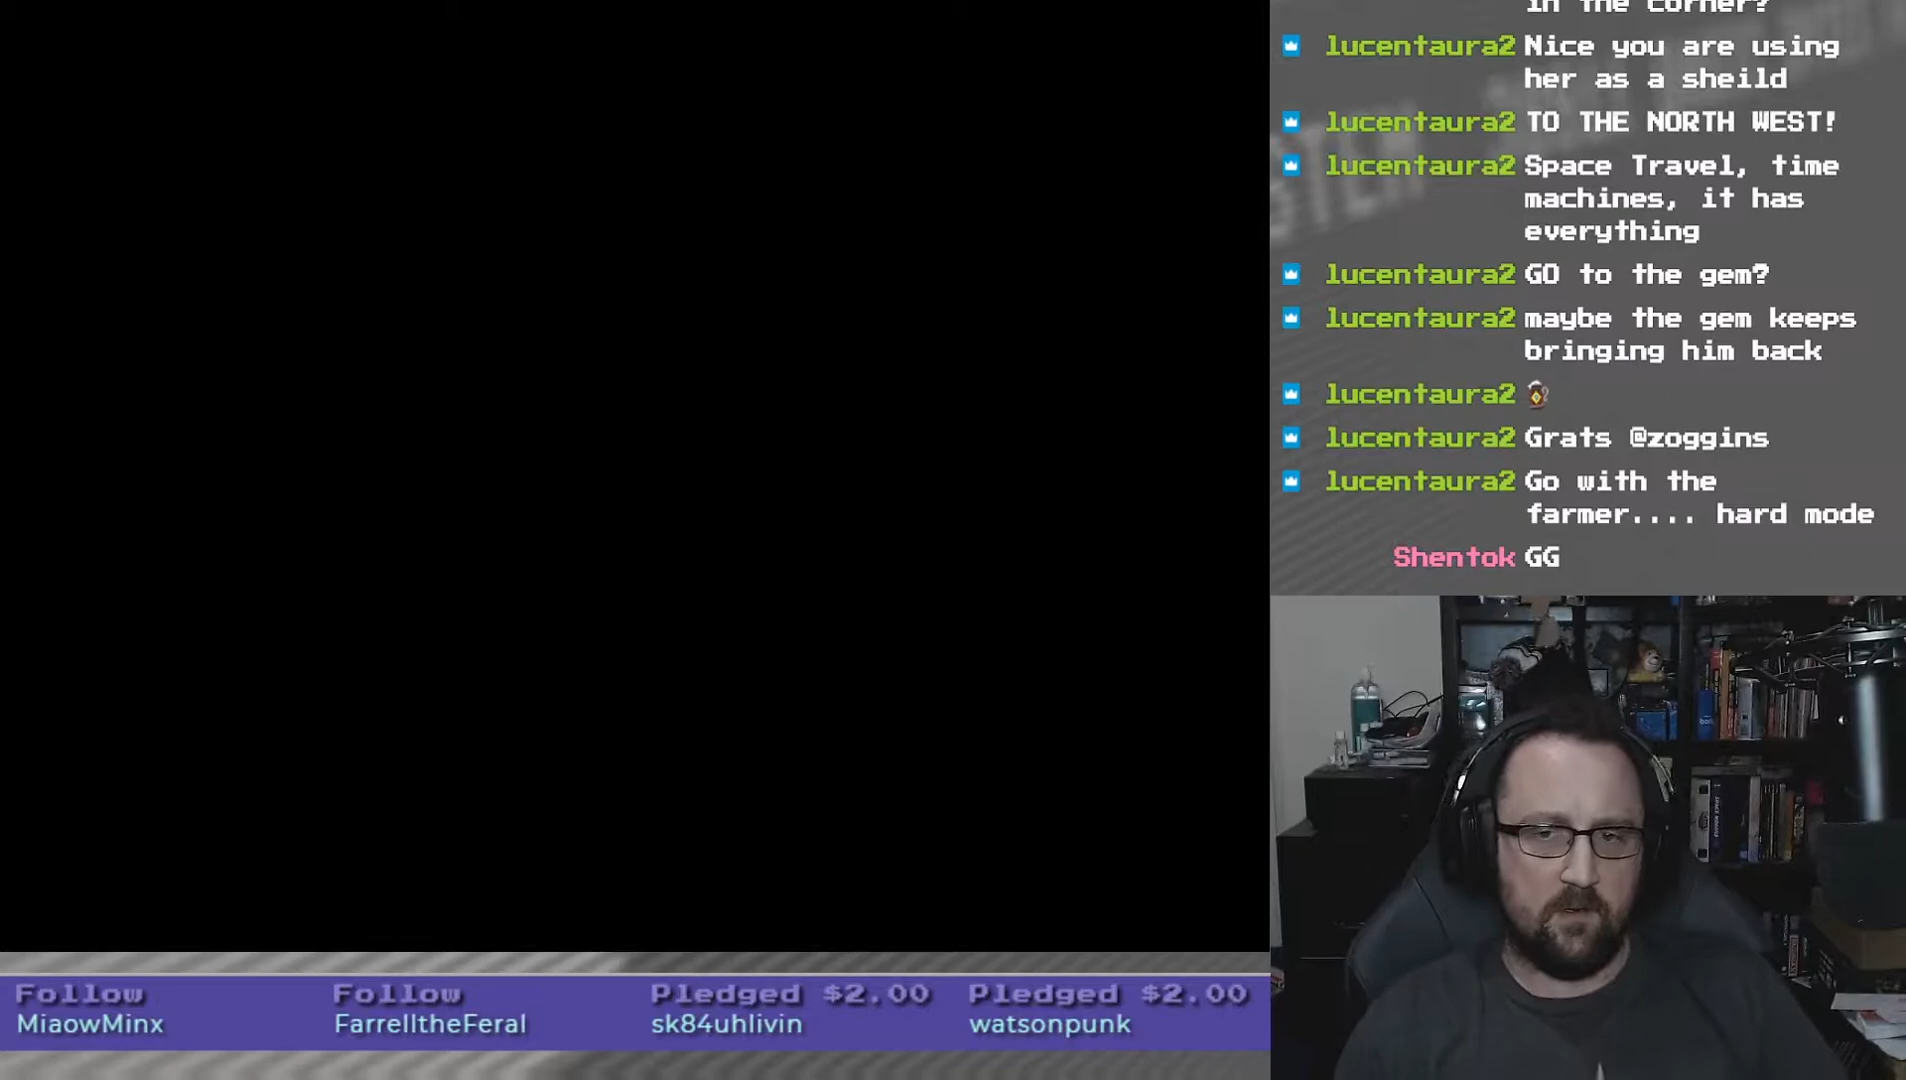 in the corner?
lucentaura2 Nice you are using
her as a sheild
lucentaura2 TO THE NORTH WEST!
lucentaura2 Space Travel, time
machines, it has
everything
lucentaura2 GO to the gem?
lucentaura2 maybe the gem keeps
bringing him back
lucentaura2
lucentaura2 Grats @zoggins
lucentaura2 Go with the
farmer.... hard mode
Shentok GG
Follow Follow Pledged $2.00 Pledged $2.00
MiaowMinx FarrelltheFeral sk84uhlivin watsonpunk